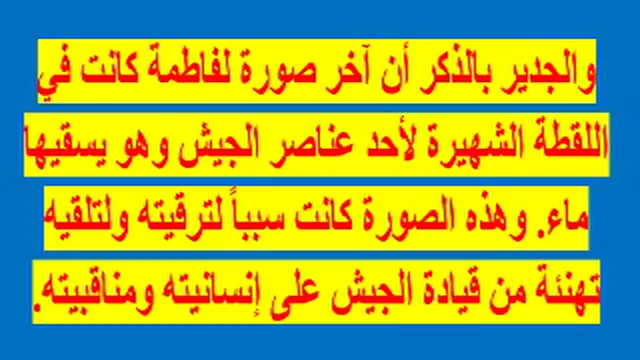 والجدير بالذكر أن آخر صورة لفاطمة كانت في
اللقطة الشهيرة لأحد عناصر الجيش وهو يسقيها
ماء. وهذه الصورة كانت سبباً لترقيته ولتلقيه
تهنئة من قيادة الجيش على إنسانيته ومناقبيته.